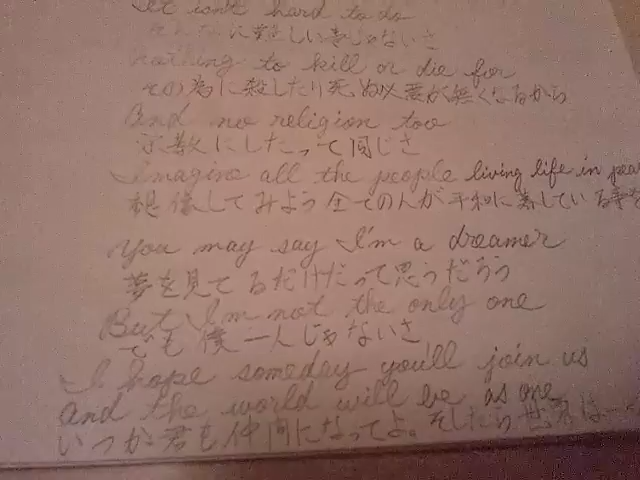 It isn't hard to do
そんなに難しい事じゃないさ
nothing to kill or die for
その為に殺したり死ぬ必要が無くなるから
And no religion too
宗教にしたって同じさ
Imagine all the people living life in pea
想像してみよう全ての人が平和に暮している事を
You may say I'm a dreamer
夢を見てるだけだって思うだろう
But I'm not the only one
でも僕一人じゃないさ
I hope someday you'll join us
And the world will be as one
いつか君も仲間になってよ。そしたら世界は